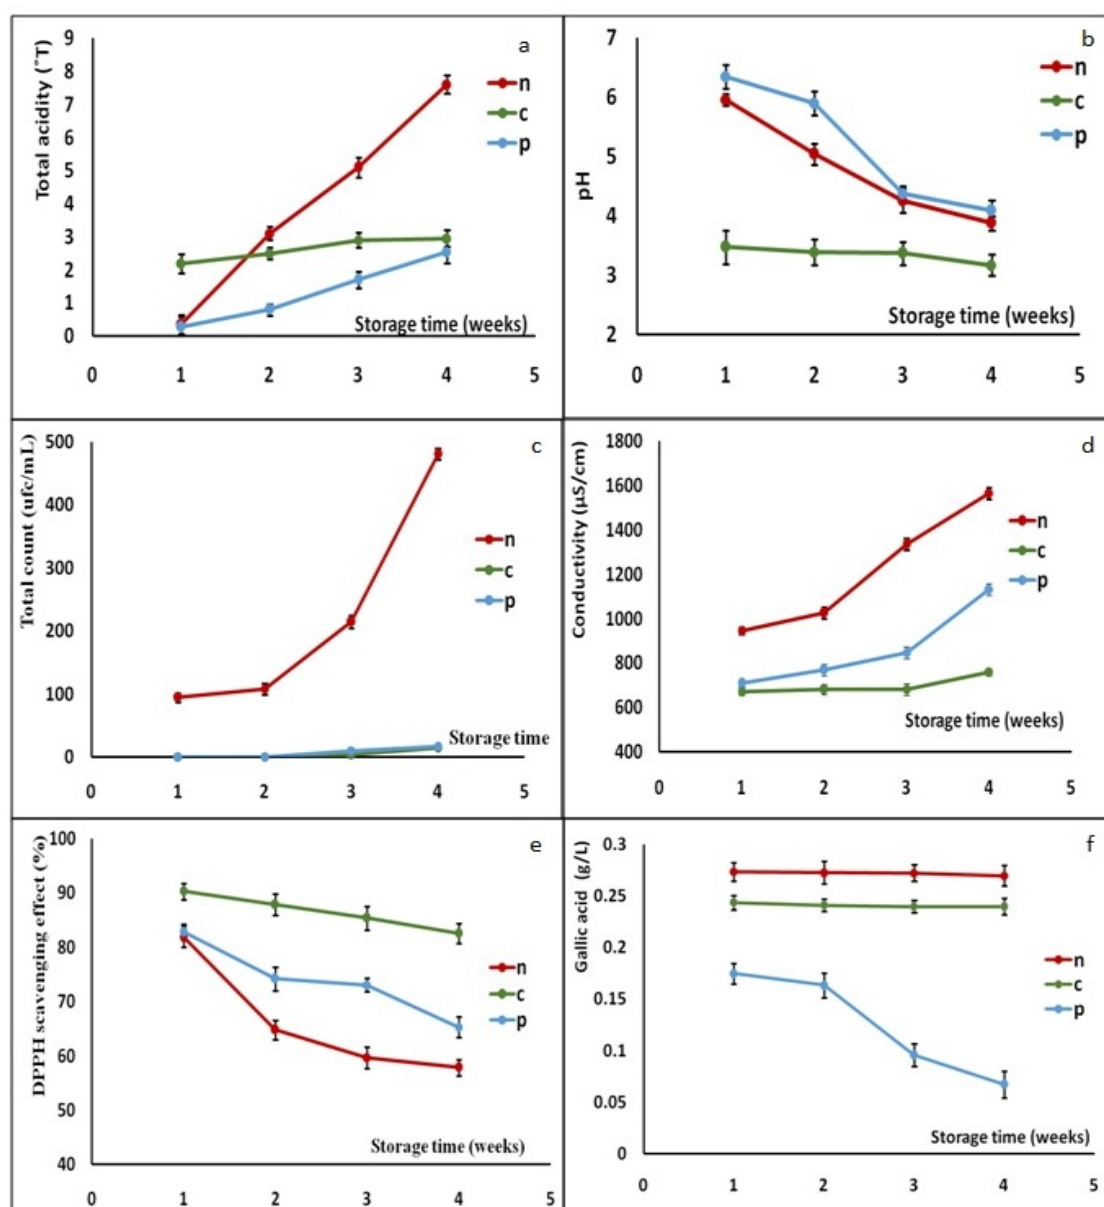 a
Total acidity (˚T)
9
8
7
6
5
4
3
2
1
0
n
c
p
Storage time (weeks)
0 1 2 3 4 5
b
pH
7
6
5
4
3
2
n
c
p
Storage time (weeks)
0 1 2 3 4 5
c
Total count (ufc/mL)
500
400
300
200
100
0
n
c
p
Storage time
0 1 2 3 4 5
d
Conductivity (µS/cm)
1800
1600
1400
1200
1000
800
600
400
n
c
p
Storage time (weeks)
0 1 2 3 4 5
e
DPPH scavenging effect (%)
100
90
80
70
60
50
40
n
c
p
Storage time (weeks)
0 1 2 3 4 5
f
Gallic acid (g/L)
0.3
0.25
0.2
0.15
0.1
0.05
0
n
c
p
Storage time (weeks)
0 1 2 3 4 5